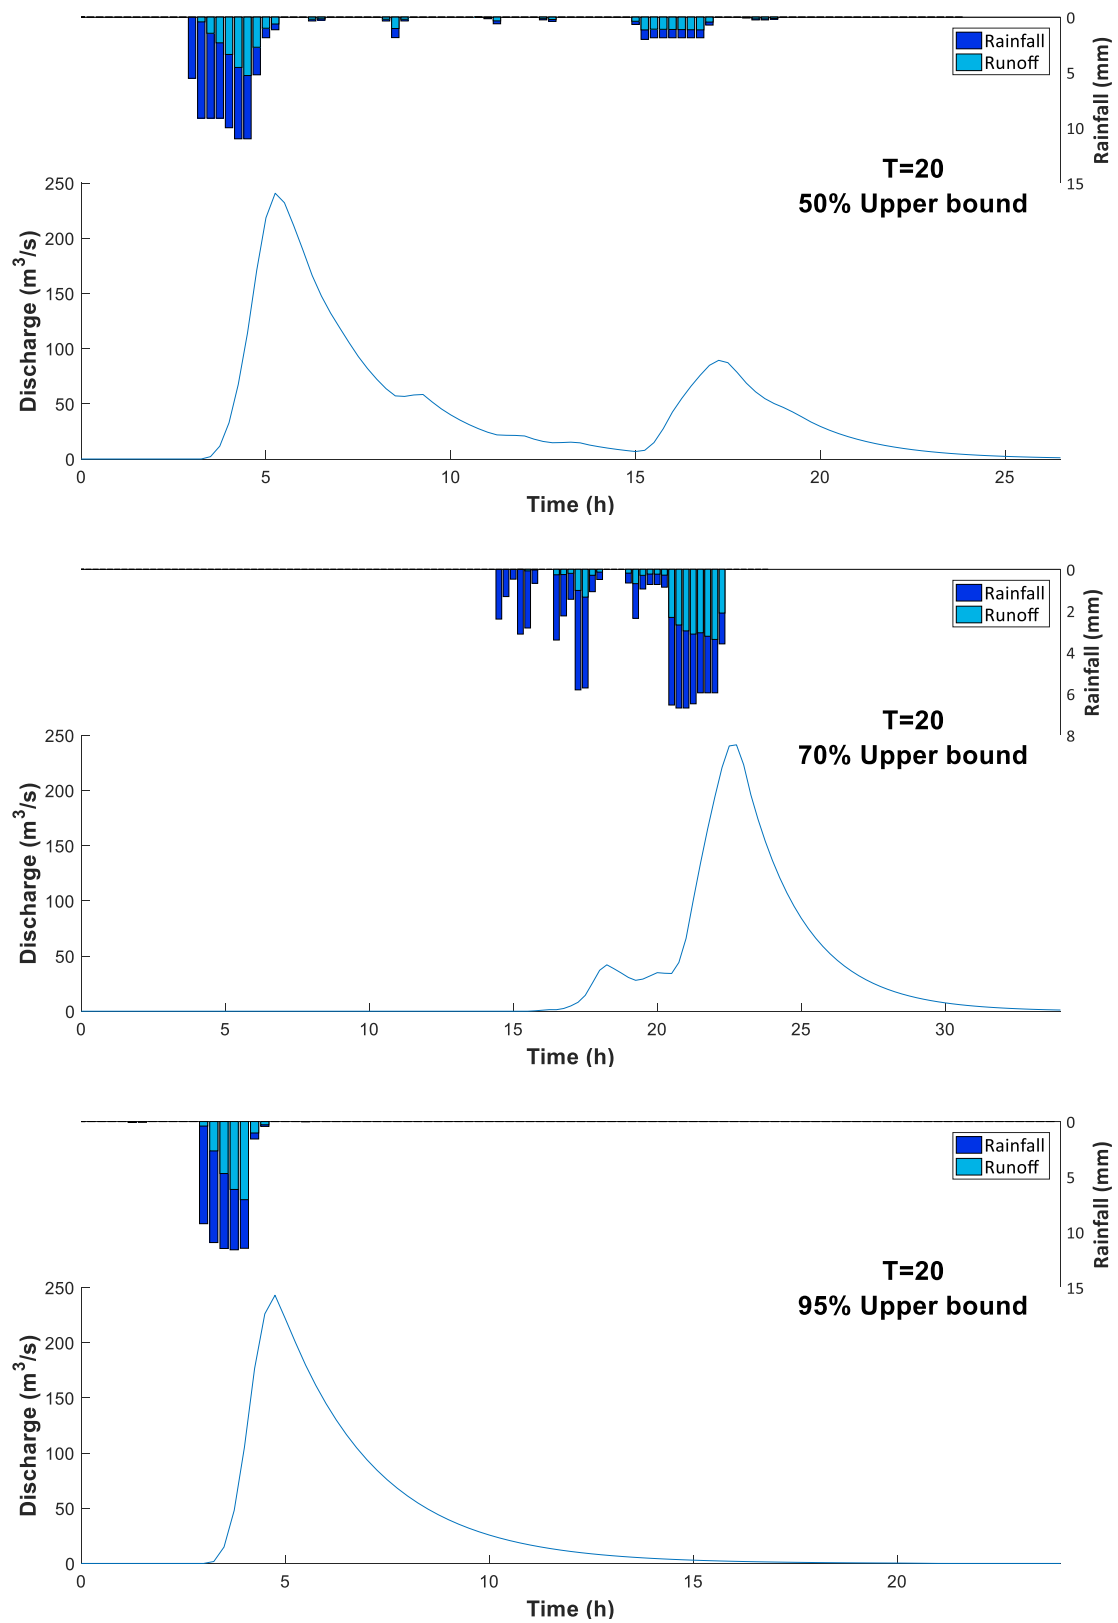 0
Rainfall
Runoff
5
10
15
Rainfall (mm)
T=20
50% Upper bound
250
200
150
100
50
0
Discharge (m³/s)
0 5 10 15 20 25
Time (h)
0
Rainfall
Runoff
2
4
6
8
Rainfall (mm)
T=20
70% Upper bound
250
200
150
100
50
0
Discharge (m³/s)
0 5 10 15 20 25 30
Time (h)
0
Rainfall
Runoff
5
10
15
Rainfall (mm)
T=20
95% Upper bound
250
200
150
100
50
0
Discharge (m³/s)
0 5 10 15 20
Time (h)